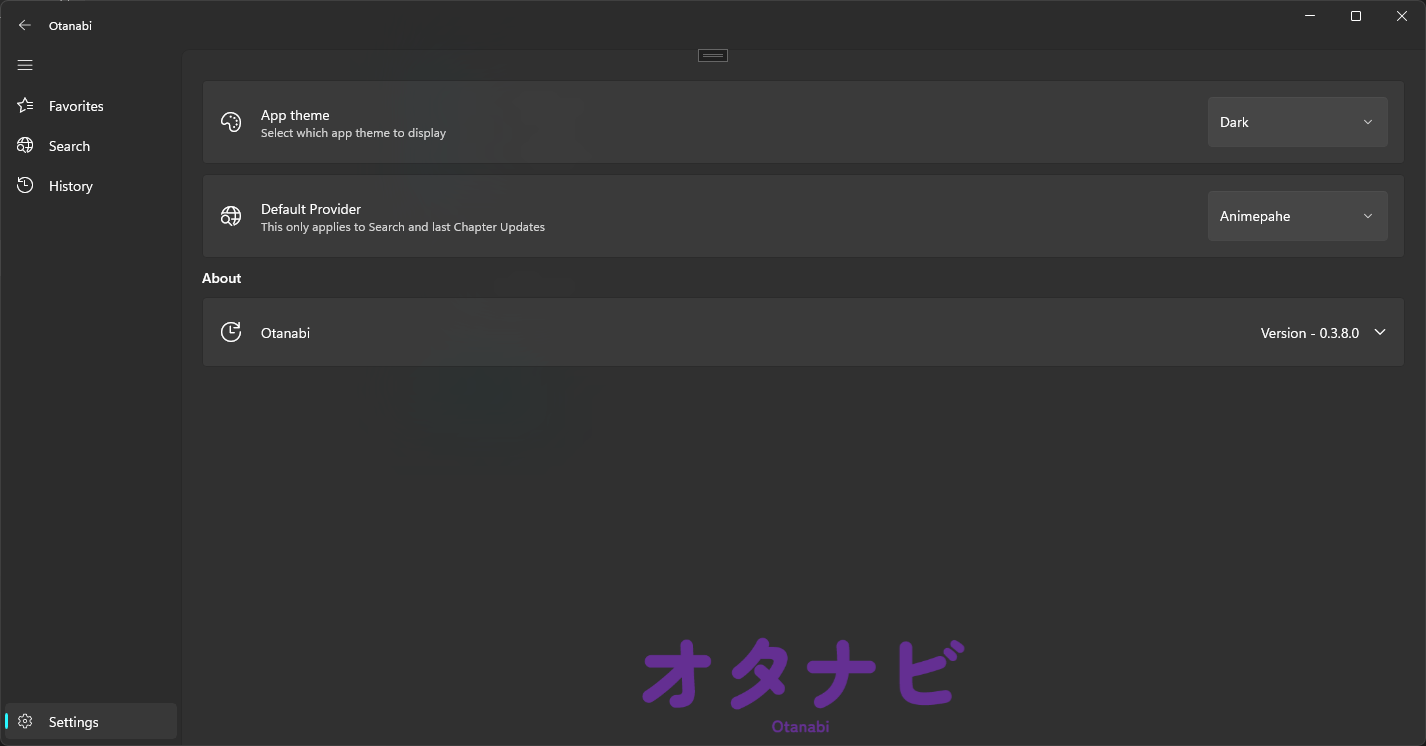 Otanabi
Favorites
Search
History
App theme
Select which app theme to display
Dark
Default Provider
This only applies to Search and last Chapter Updates
Animepahe
About
Otanabi
Version - 0.3.8.0
オタナビ
Otanabi
Settings